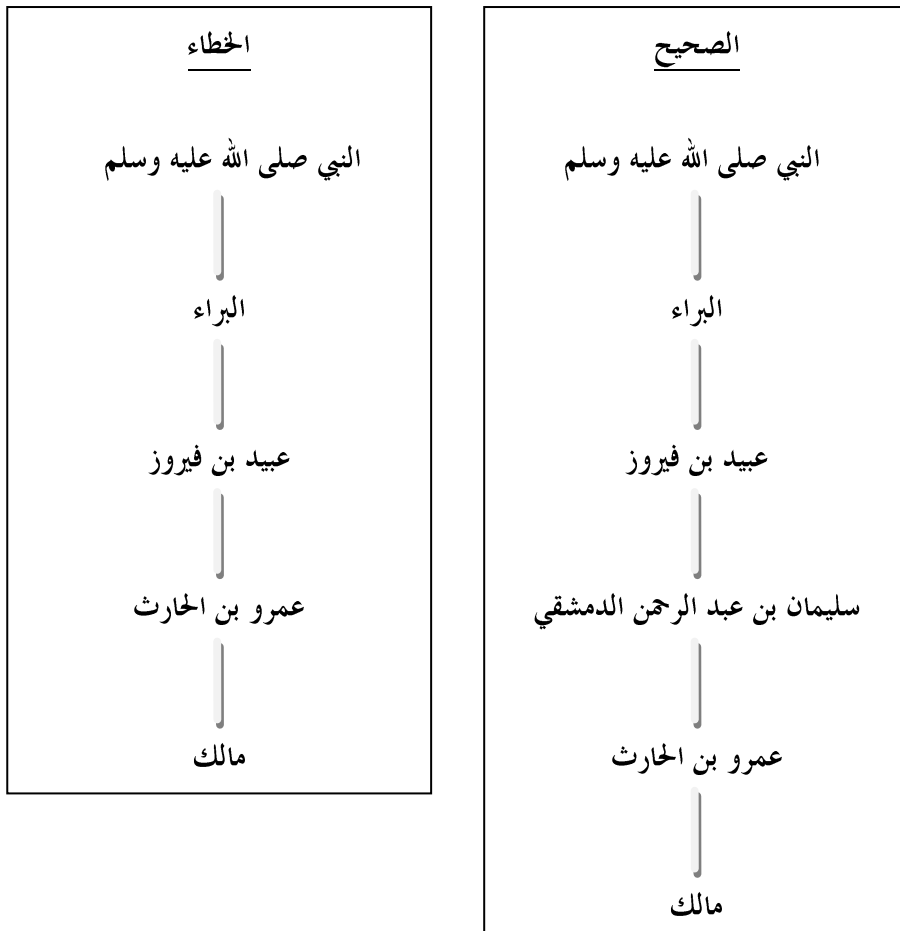 الصحيح
النبي صلى الله عليه وسلم
البراء
عبيد بن فيروز
سليمان بن عبد الرحمن الدمشقي
عمرو بن الحارث
مالك
الخطاء
النبي صلى الله عليه وسلم
البراء
عبيد بن فيروز
عمرو بن الحارث
مالك